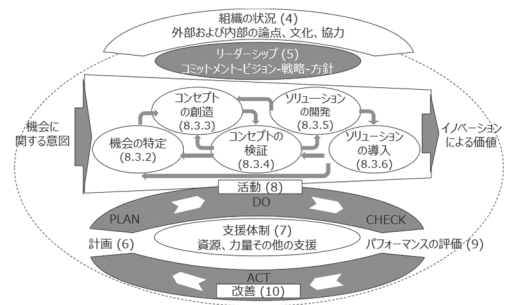 組織の状況 (4)
外部および内部の論点、文化、協力
リーダーシップ (5)
コミットメント-ビジョン-戦略-方針
機会に
関する意図
コンセプト
の創造
(8.3.3)
ソリューション
の開発
(8.3.5)
機会の特定
(8.3.2)
コンセプトの
検証
(8.3.4)
ソリューション
の導入
(8.3.6)
イノベーション
による価値
活動 (8)
DO
PLAN
CHECK
支援体制 (7)
資源、力量その他の支援
計画 (6)
パフォーマンスの評価 (9)
ACT
改善 (10)